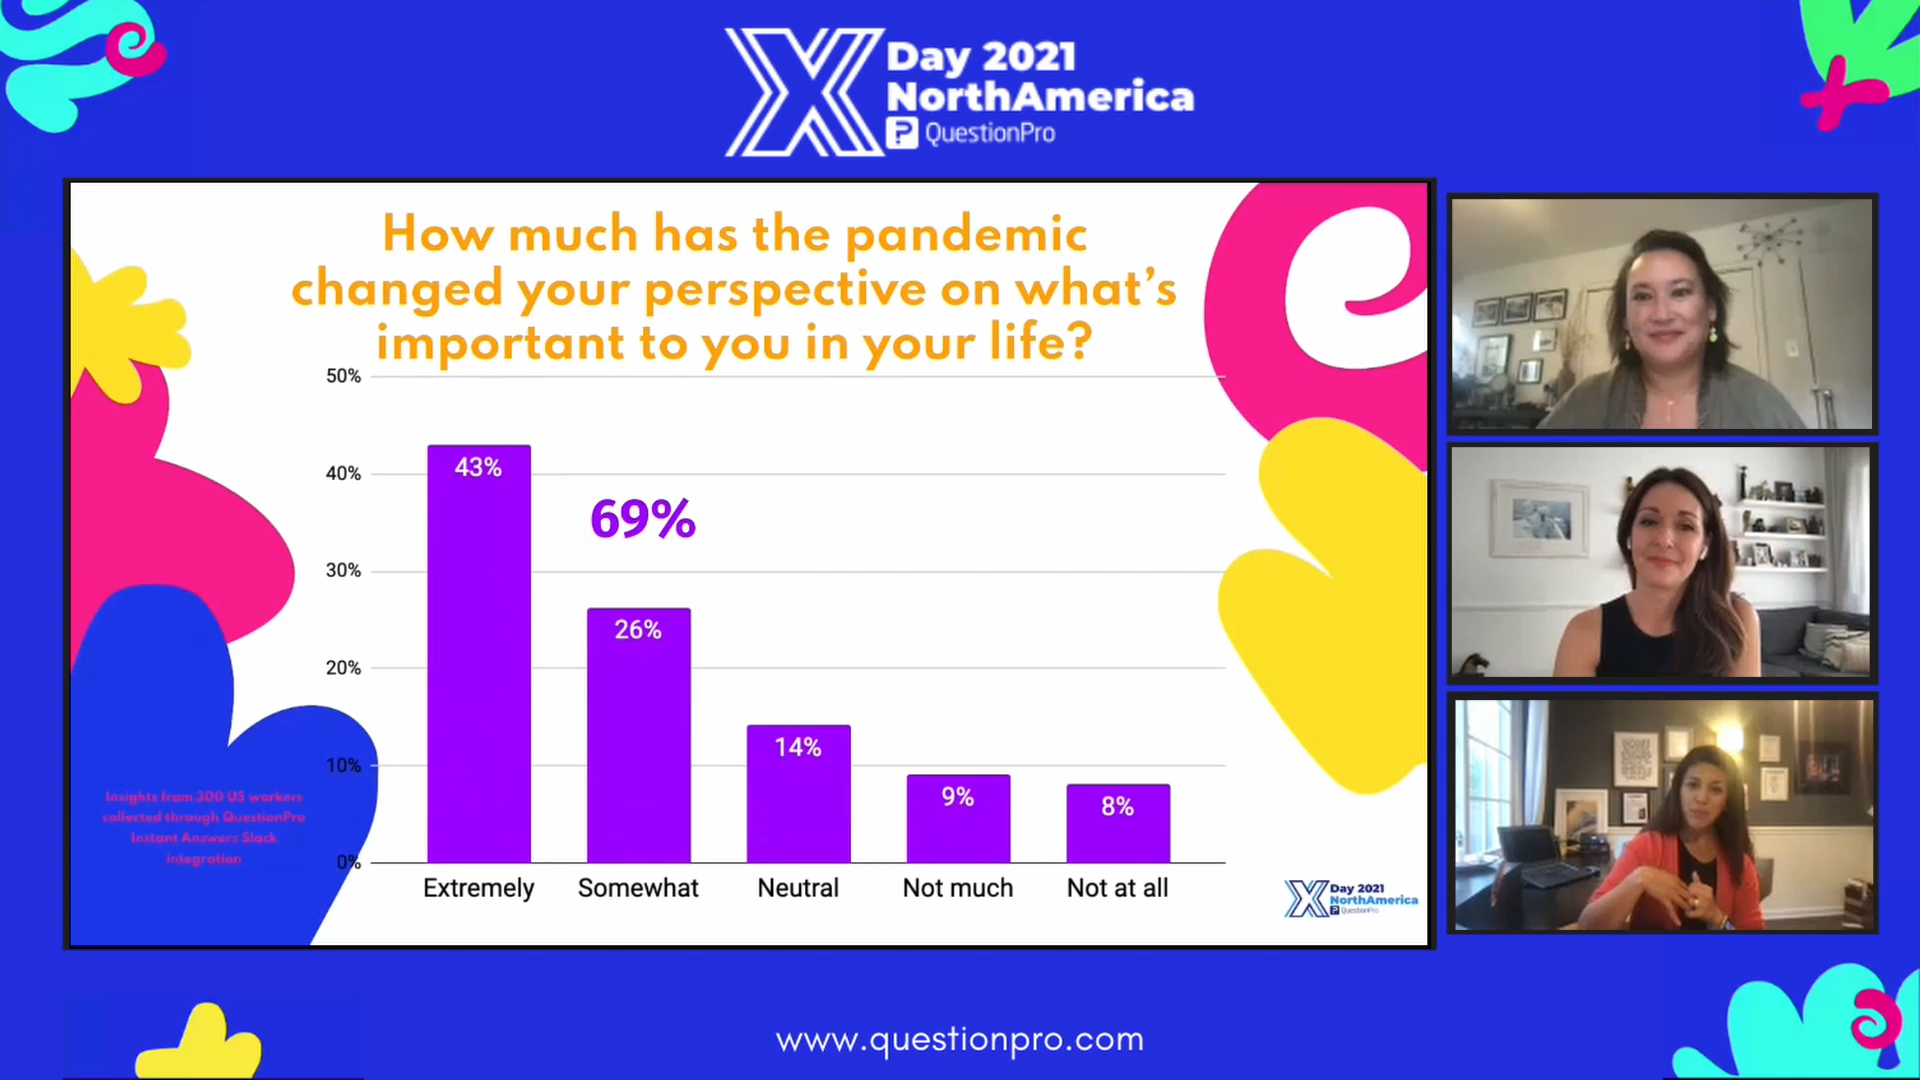 Day 2021
NorthAmerica
QuestionPro
How much has the pandemic
changed your perspective on what's
important to you in your life?
50%
40%
30%
20%
10%
0%
43%
69%
26%
14%
9%
8%
Extremely
Somewhat
Neutral
Not much
Not at all
Insights from 300 US workers
collected through QuestionPro
Instant Answers Slack
integration
Day 2021
NorthAmerica
QuestionPro
www.questionpro.com